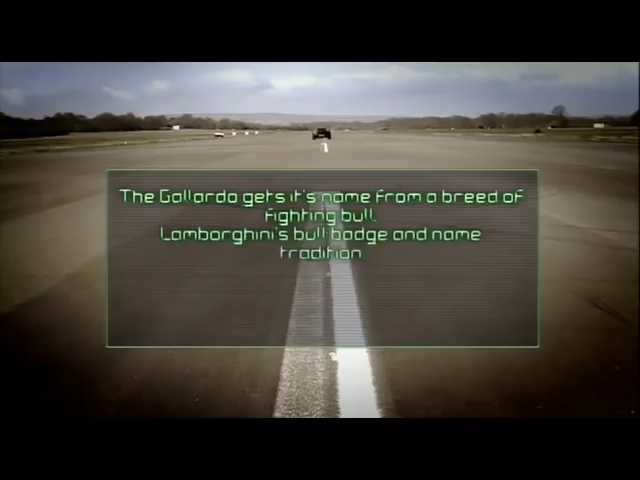 The Gallardo gets it's name from a breed of
fighting bull.
Lamborghini's bull badge and name
tradition